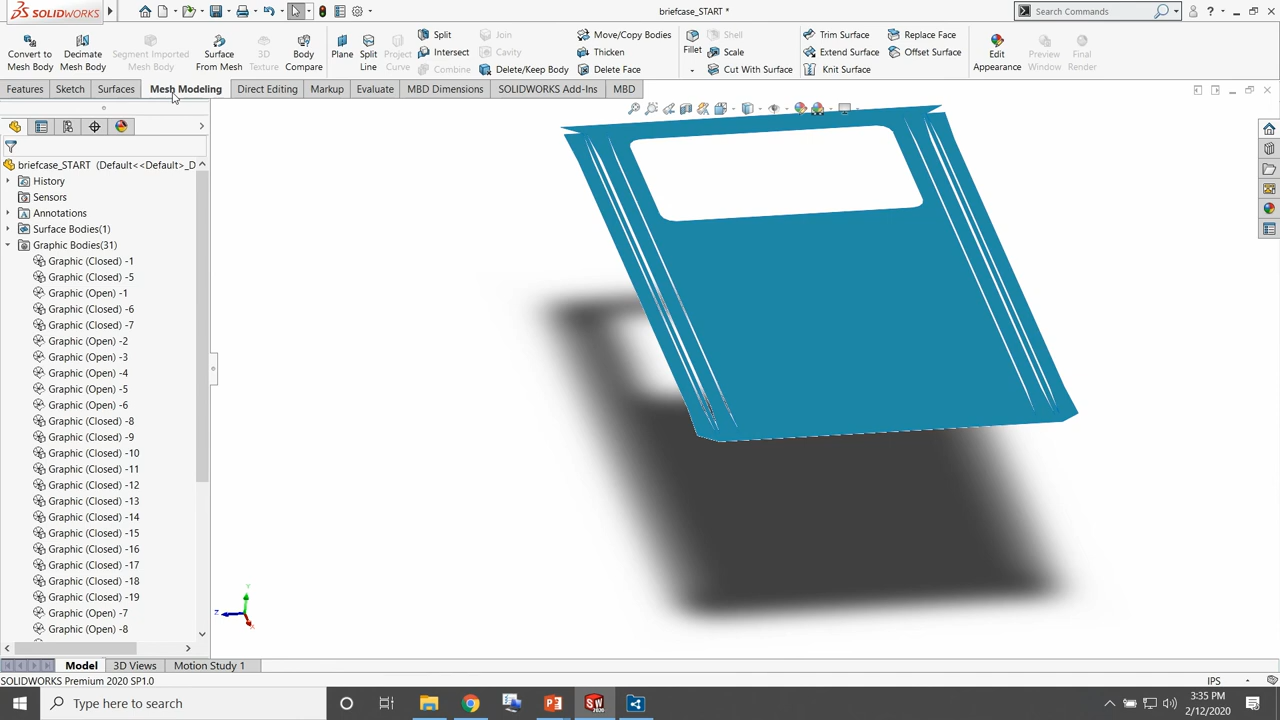 SOLIDWORKS
briefcase_START *
Search Commands
Convert to Mesh Body
Decimate Mesh Body
Segment Imported Mesh Body
Surface From Mesh
3D Texture
Body Compare
Plane
Split Line
Project Curve
Split
Intersect
Combine
Join
Cavity
Delete/Keep Body
Move/Copy Bodies
Thicken
Delete Face
Fillet
Shell
Scale
Cut With Surface
Trim Surface
Extend Surface
Knit Surface
Replace Face
Offset Surface
Edit Appearance
Preview Window
Final Render
Features Sketch Surfaces Mesh Modeling Direct Editing Markup Evaluate MBD Dimensions SOLIDWORKS Add-Ins MBD
briefcase_START (Default<<Default>_D
History
Sensors
Annotations
Surface Bodies(1)
Graphic Bodies(31)
Graphic (Closed) -1
Graphic (Closed) -5
Graphic (Open) -1
Graphic (Closed) -6
Graphic (Closed) -7
Graphic (Open) -2
Graphic (Open) -3
Graphic (Open) -4
Graphic (Open) -5
Graphic (Open) -6
Graphic (Closed) -8
Graphic (Closed) -9
Graphic (Closed) -10
Graphic (Closed) -11
Graphic (Closed) -12
Graphic (Closed) -13
Graphic (Closed) -14
Graphic (Closed) -15
Graphic (Closed) -16
Graphic (Closed) -17
Graphic (Closed) -18
Graphic (Closed) -19
Graphic (Open) -7
Graphic (Open) -8
Y
Z
X
Model 3D Views Motion Study 1
SOLIDWORKS Premium 2020 SP1.0
IPS
Type here to search
3:35 PM
2/12/2020